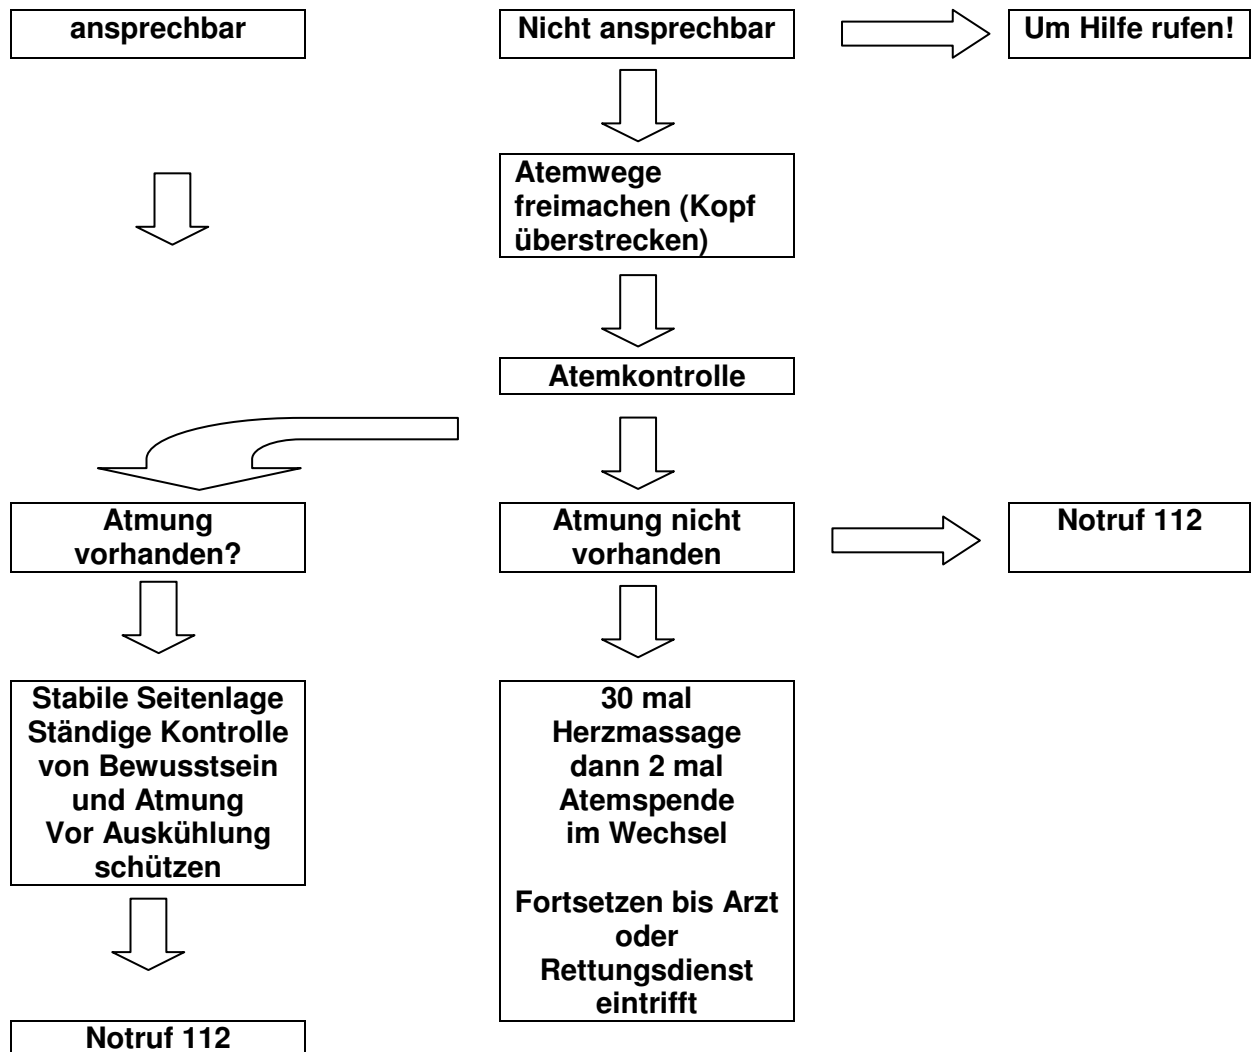 ansprechbar
Nicht ansprechbar
Um Hilfe rufen!
Atemwege
freimachen (Kopf
überstrecken)
Atemkontrolle
Atmung
vorhanden?
Atmung nicht
vorhanden
Notruf 112
Stabile Seitenlage
Ständige Kontrolle
von Bewusstsein
und Atmung
Vor Auskühlung
schützen
30 mal
Herzmassage
dann 2 mal
Atemspende
im Wechsel
Fortsetzen bis Arzt
oder
Rettungsdienst
eintrifft
Notruf 112